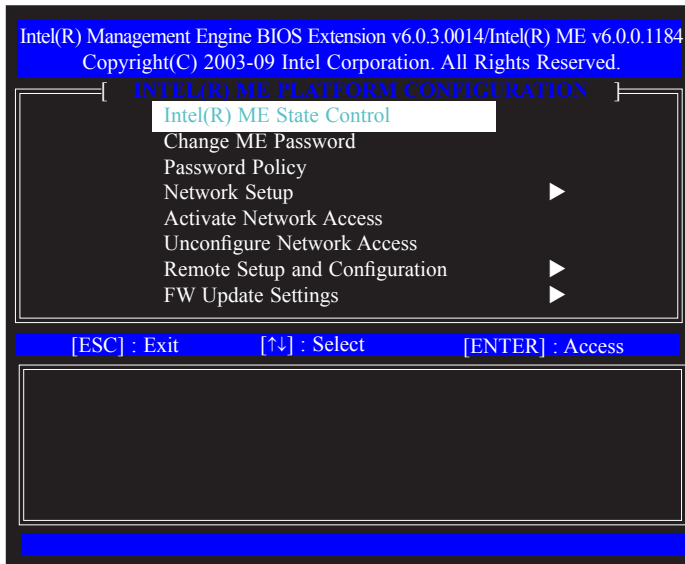 Intel(R) Management Engine BIOS Extension v6.0.3.0014/Intel(R) ME v6.0.0.1184
Copyright(C) 2003-09 Intel Corporation. All Rights Reserved.
[ INTEL(R) ME PLATFORM CONFIGURATION ]
Intel(R) ME State Control
Change ME Password
Password Policy
Network Setup ▶
Activate Network Access
Unconfigure Network Access
Remote Setup and Configuration ▶
FW Update Settings ▶
[ESC] : Exit [↑↓] : Select [ENTER] : Access